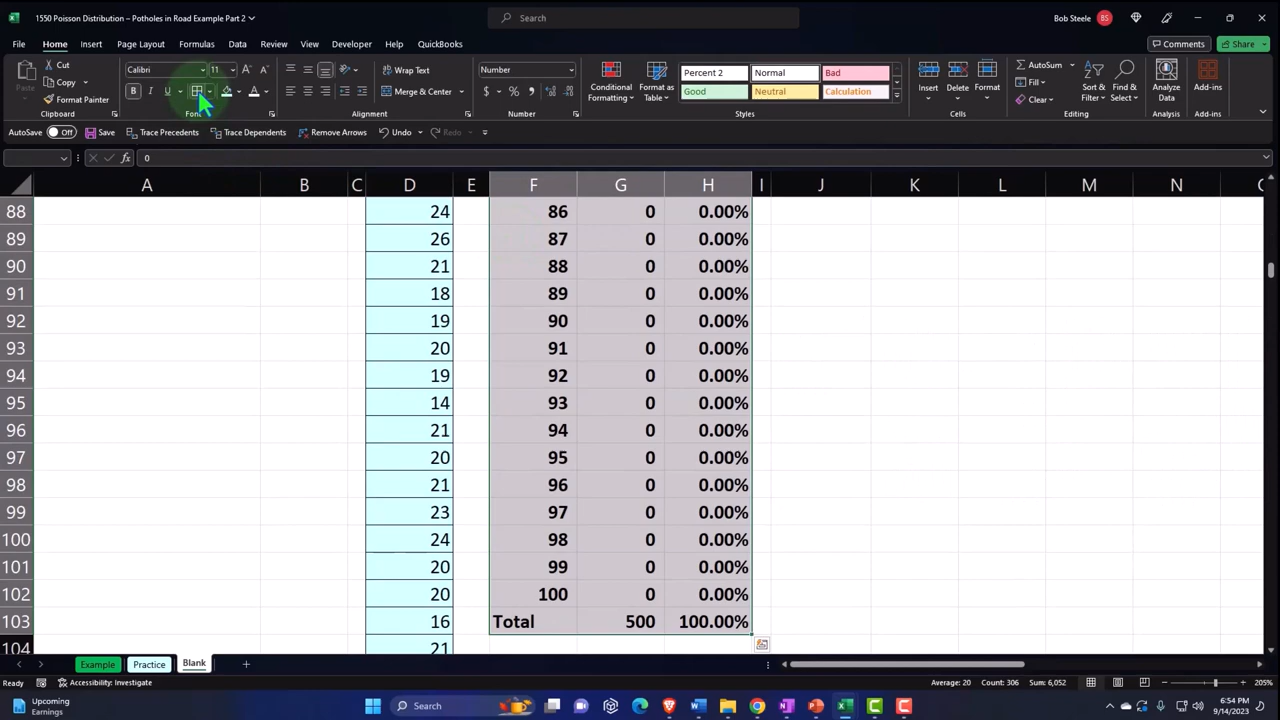 1550 Poisson Distribution – Potholes in Road Example Part 2
Search
Bob Steele BS
File Home Insert Page Layout Formulas Data Review View Developer Help QuickBooks
Comments Share
Paste
Cut
Copy
Format Painter
Clipboard
Calibri 11
B I U
Font
Wrap Text
Merge & Center
Alignment
Number
$ %
Number
Conditional Formatting
Format as Table
Percent 2 Normal Bad
Good Neutral Calculation
Styles
Insert Delete Format
Cells
AutoSum
Fill
Clear
Sort & Filter
Find & Select
Editing
Analyze Data
Analysis
Add-ins
Add-ins
AutoSave Off Save Trace Precedents Trace Dependents Remove Arrows Undo Redo
fx 0
A B C D E F G H I J K L M N
88 24 86 0 0.00%
89 26 87 0 0.00%
90 21 88 0 0.00%
91 18 89 0 0.00%
92 19 90 0 0.00%
93 20 91 0 0.00%
94 19 92 0 0.00%
95 14 93 0 0.00%
96 21 94 0 0.00%
97 20 95 0 0.00%
98 21 96 0 0.00%
99 23 97 0 0.00%
100 24 98 0 0.00%
101 20 99 0 0.00%
102 20 100 0 0.00%
103 16 Total 500 100.00%
104 21
Example Practice Blank
Ready Accessibility: Investigate Average: 20 Count: 306 Sum: 6,052 205%
Upcoming
Earnings
Search
6:54 PM
9/14/2023